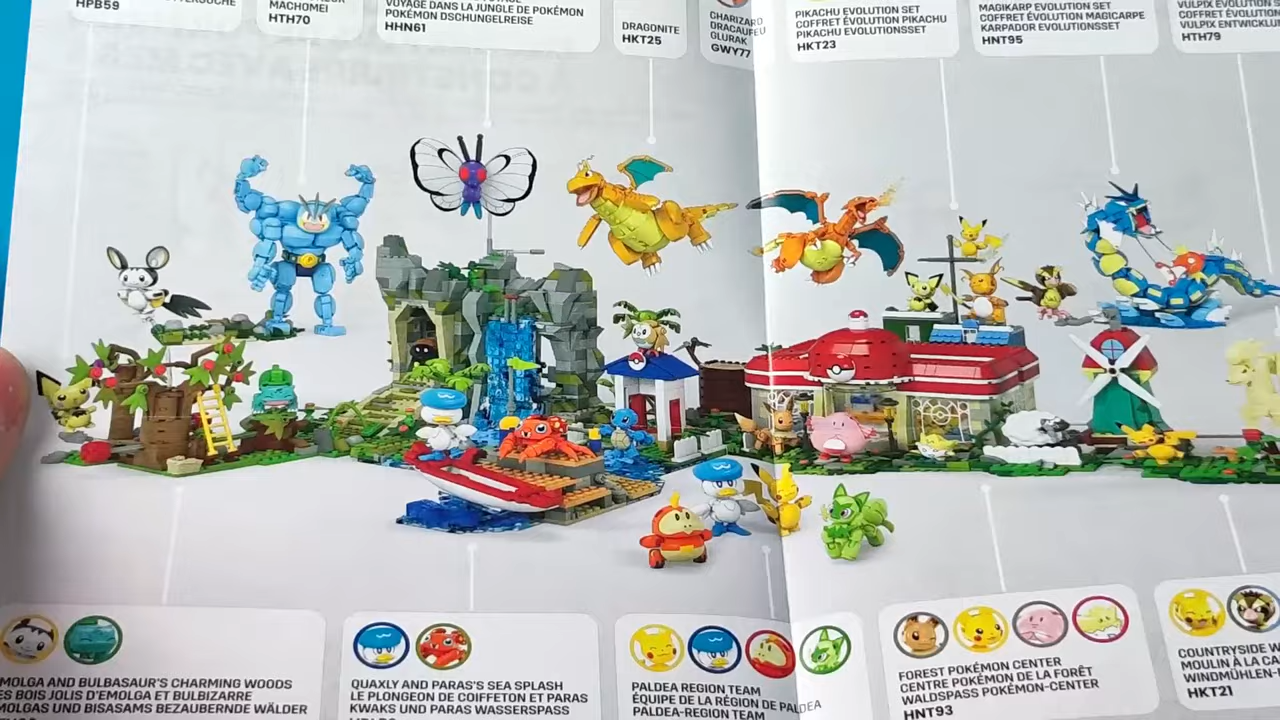 HPB59
MACHOMEI
HTH70
VOYAGE DANS LA JUNGLE DE POKÉMON
POKÉMON DSCHUNGELREISE
HHN61
DRAGONITE
HKT25
CHARIZARD
DRACAUFEU
GLURAK
GWY77
PIKACHU EVOLUTION SET
COFFRET ÉVOLUTION PIKACHU
PIKACHU EVOLUTIONSSET
HKT23
MAGIKARP EVOLUTION SET
COFFRET ÉVOLUTION MAGICARPE
KARPADOR EVOLUTIONSSET
HNT95
VULPIX EVOLUTION SET
COFFRET ÉVOLUTION
VULPIX ENTWICKLU
HTH79
MOLGA AND BULBASAUR'S CHARMING WOODS
ES BOIS JOLIS D'EMOLGA ET BULBIZARRE
MOLGAS UND BISASAMS BEZAUBERNDE WÄLDER
QUAXLY AND PARAS'S SEA SPLASH
LE PLONGEON DE COIFFETON ET PARAS
KWAKS UND PARAS WASSERSPASS
PALDEA REGION TEAM
ÉQUIPE DE LA RÉGION DE PALDEA
PALDEA-REGION TEAM
FOREST POKÉMON CENTER
CENTRE POKÉMON DE LA FORÊT
WALDSPASS POKÉMON-CENTER
HNT93
COUNTRYSIDE W
MOULIN À LA CA
WINDMÜHLEN-
HKT21